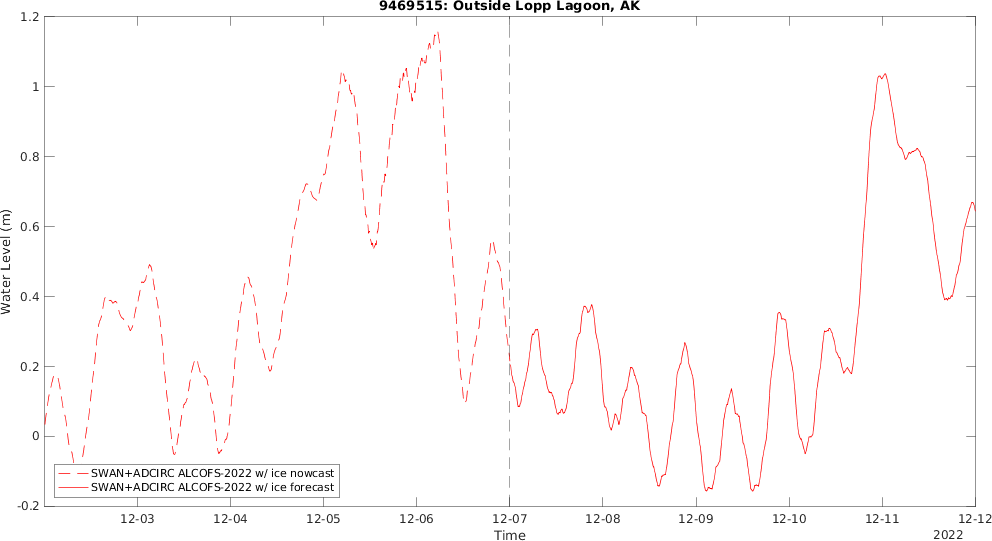 9469515: Outside Lopp Lagoon, AK
1.2
1
0.8
0.6
0.4
0.2
0
-0.2
Water Level (m)
SWAN+ADCIRC ALCOFS-2022 w/ ice nowcast
SWAN+ADCIRC ALCOFS-2022 w/ ice forecast
12-03 12-04 12-05 12-06 12-07 12-08 12-09 12-10 12-11 12-12
Time
2022